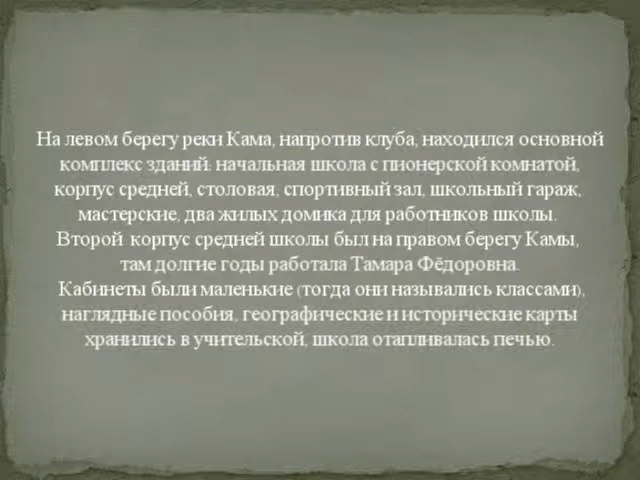 На левом берегу реки Кама, напротив клуба, находился основной
комплекс зданий: начальная школа с пионерской комнатой,
корпус средней, столовая, спортивный зал, школьный гараж,
мастерские, два жилых домика для работников школы.
Второй корпус средней школы был на правом берегу Камы,
там долгие годы работала Тамара Фёдоровна.
Кабинеты были маленькие (тогда они назывались классами),
наглядные пособия, географические и исторические карты
хранились в учительской, школа отапливалась печью.